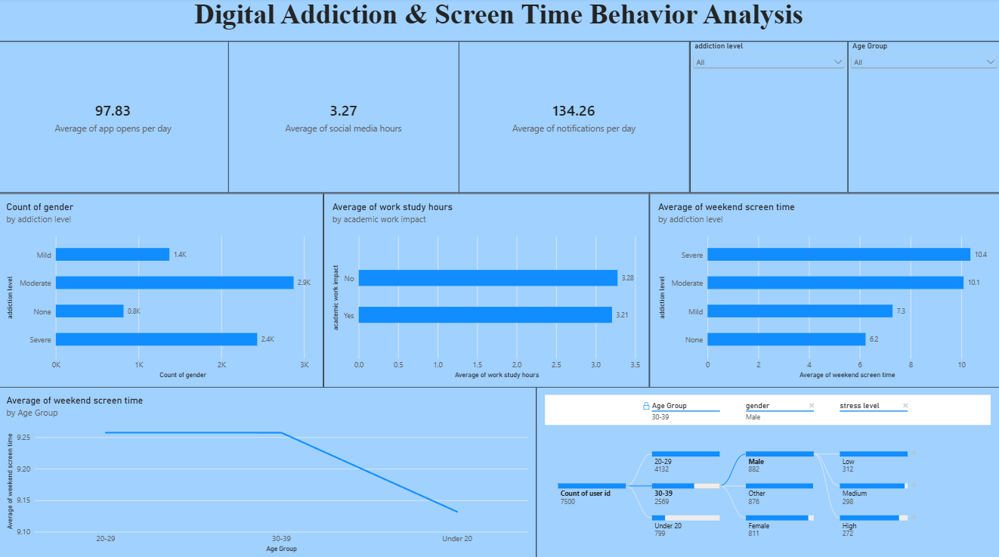 Digital Addiction & Screen Time Behavior Analysis
97.83
Average of app opens per day
3.27
Average of social media hours
134.26
Average of notifications per day
addiction level
All
Age Group
All
Count of gender
by addiction level
addiction level
Mild
1.4K
Moderate
2.9K
None
0.8K
Severe
2.4K
0K
1K
2K
3K
Count of gender
Average of work study hours
by academic work impact
academic work impact
No
3.28
Yes
3.21
0.0
0.5
1.0
1.5
2.0
2.5
3.0
3.5
Average of work study hours
Average of weekend screen time
by addiction level
addiction level
Severe
10.4
Moderate
10.1
Mild
7.3
None
6.2
0
2
4
6
8
10
Average of weekend screen time
Average of weekend screen time
by Age Group
Average of weekend screen time
9.25
9.20
9.15
9.10
20-29
30-39
Under 20
Age Group
Age Group
30-39
gender
Male
stress level
Count of user id
7500
20-29
4132
30-39
2569
Under 20
799
Male
882
Other
876
Female
811
Low
312
Medium
298
High
272